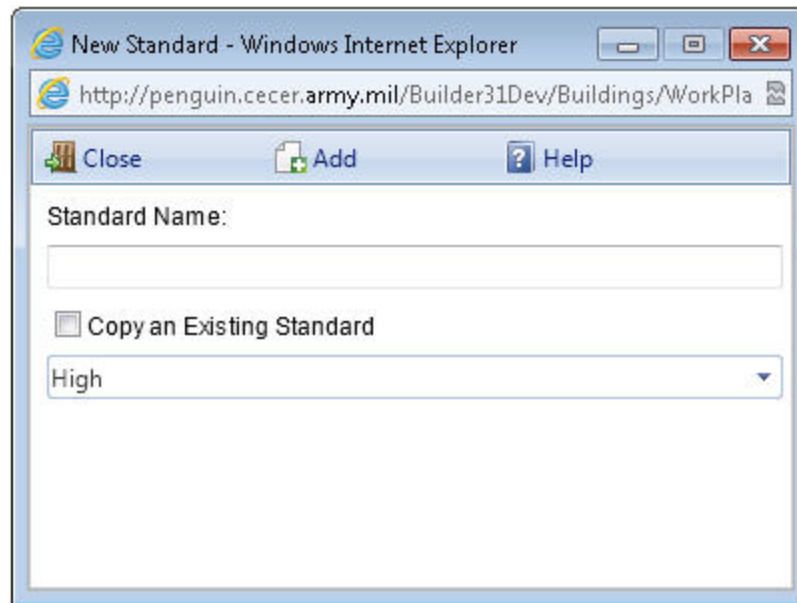 New Standard - Windows Internet Explorer
http://penguin.cecer.army.mil/Builder31Dev/Buildings/WorkPla
Close Add Help
Standard Name:
Copy an Existing Standard
High